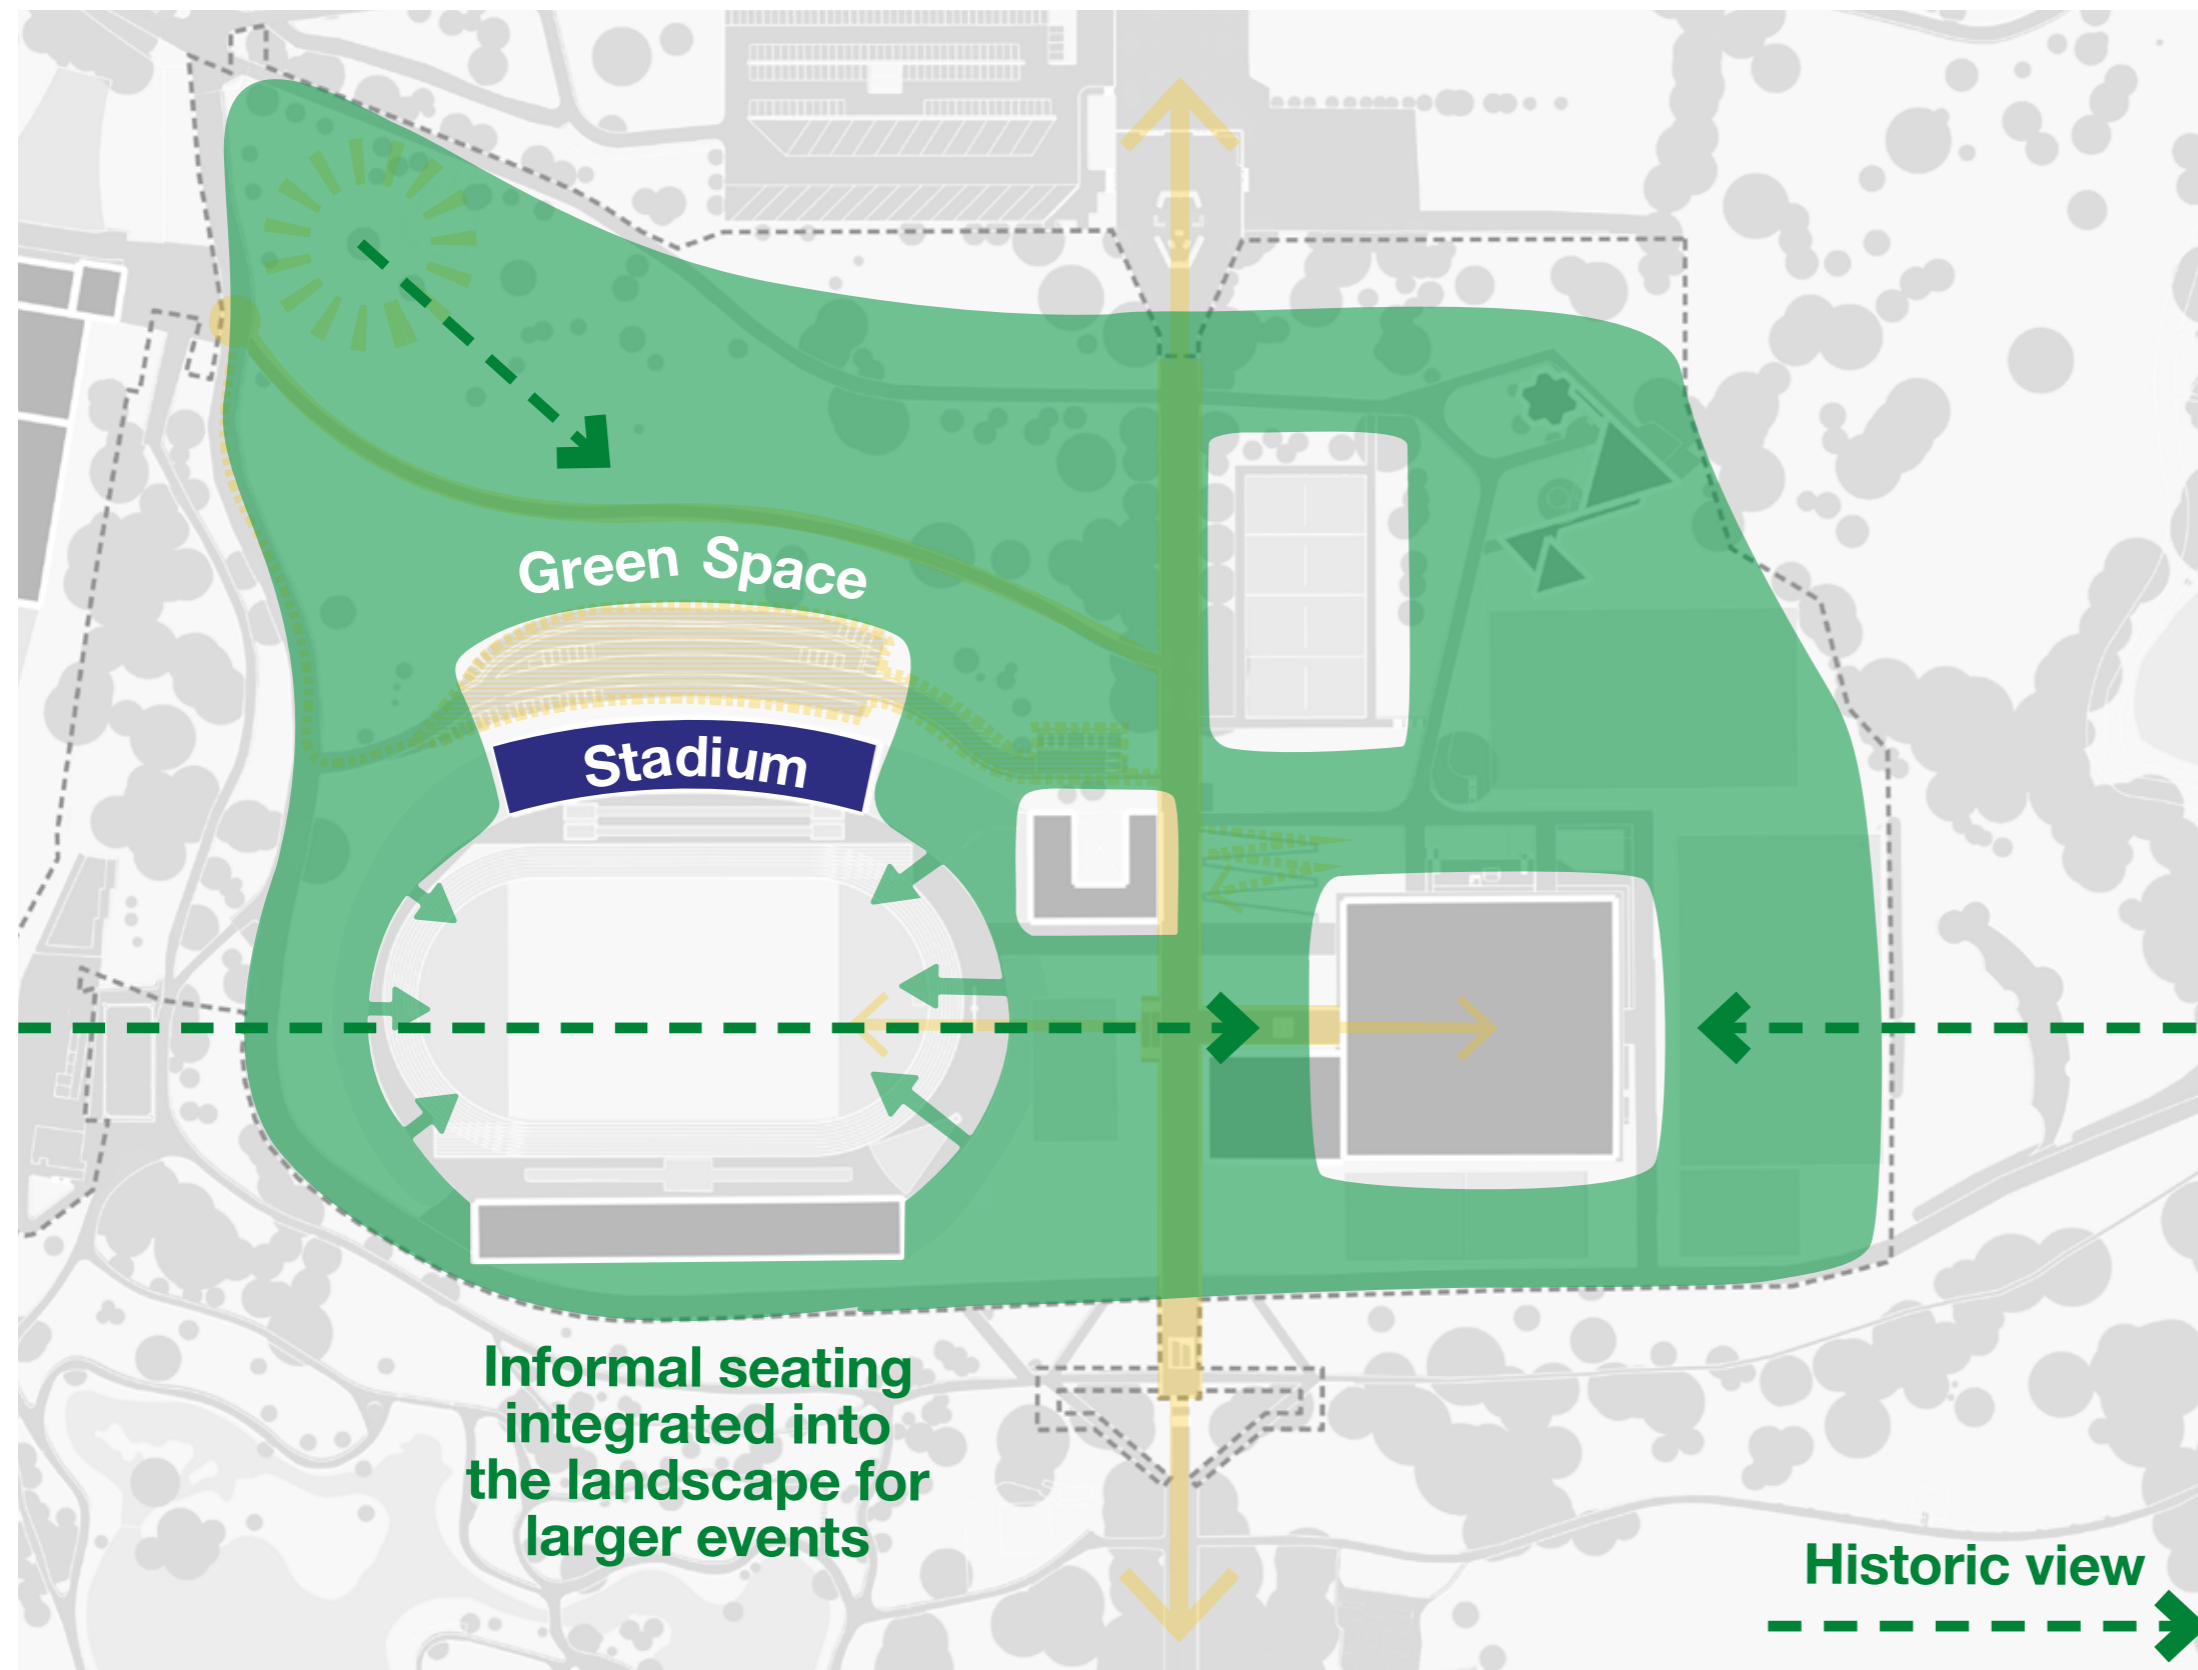 Green Space
Stadium
Informal seating
integrated into
the landscape for
larger events
Historic view